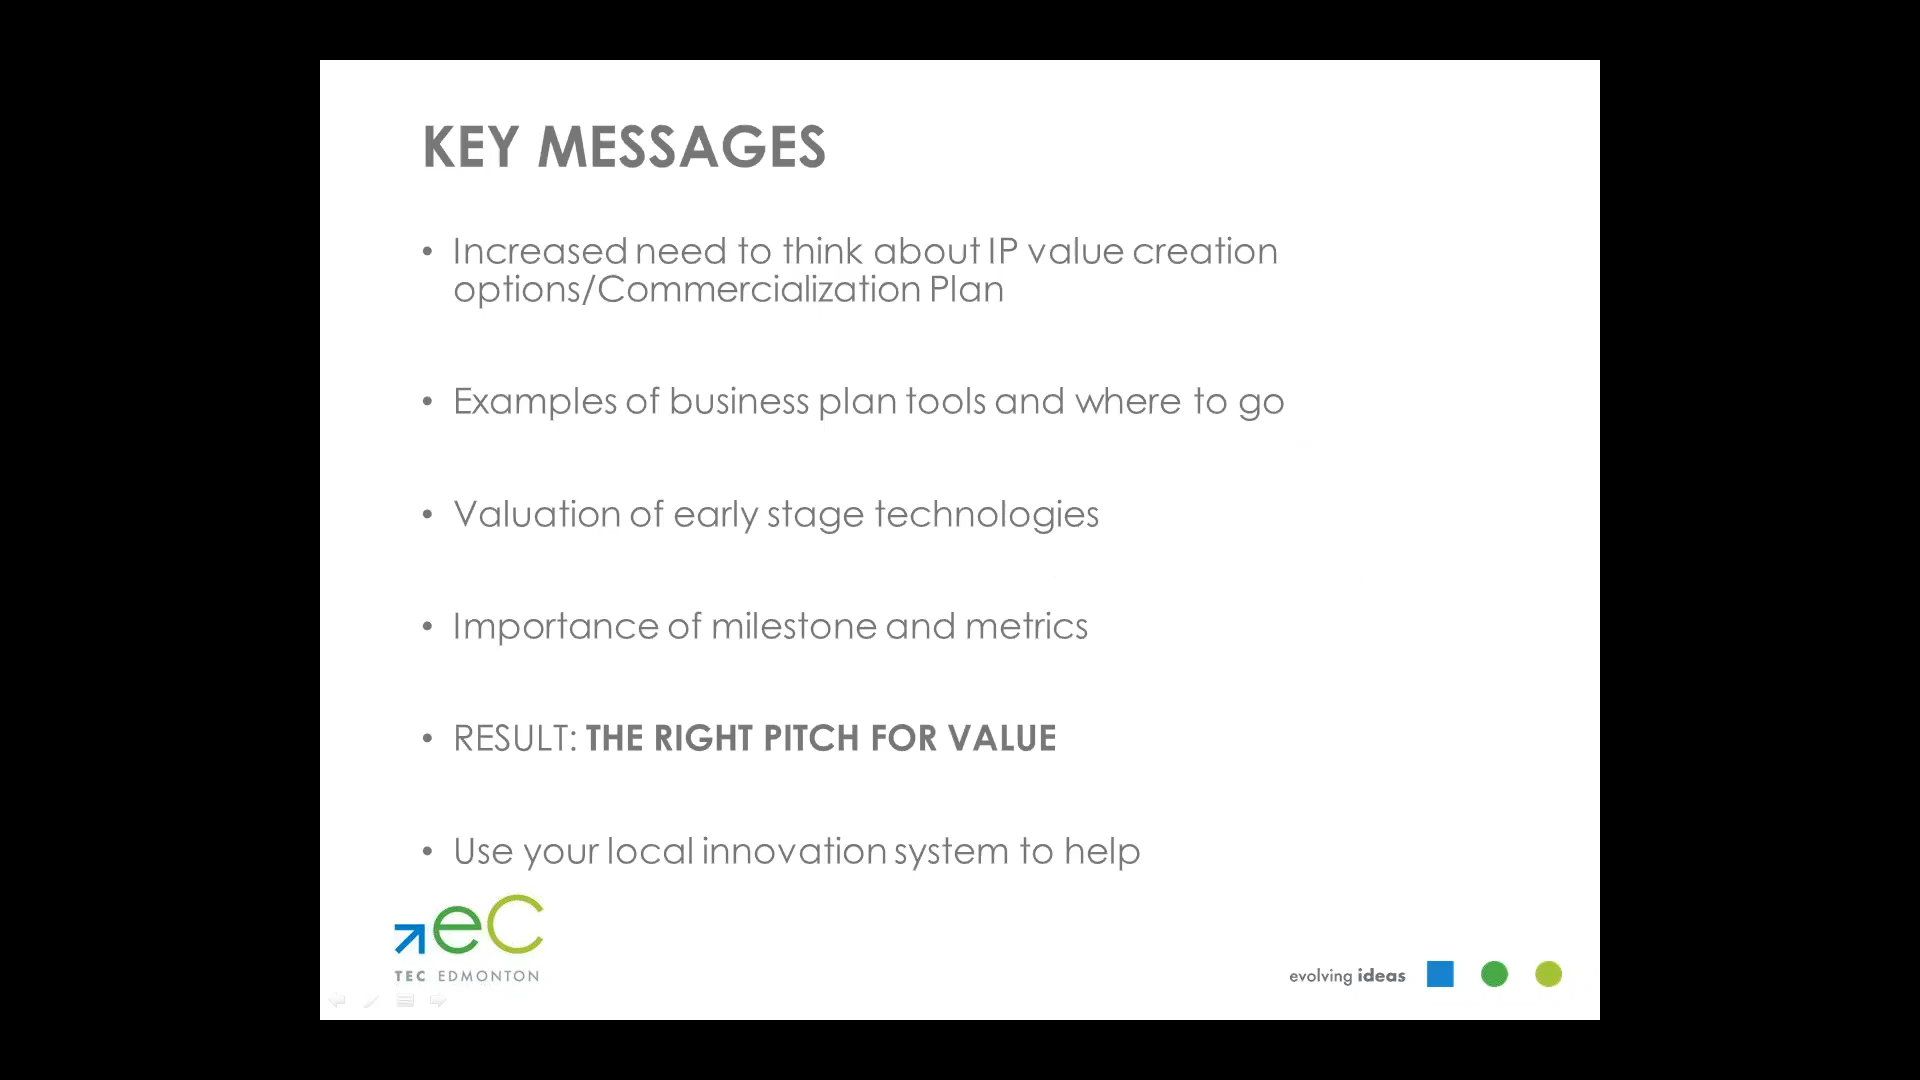 KEY MESSAGES
• Increased need to think about IP value creation
options/Commercialization Plan
• Examples of business plan tools and where to go
• Valuation of early stage technologies
• Importance of milestone and metrics
• RESULT: THE RIGHT PITCH FOR VALUE
• Use your local innovation system to help
eC
TEC EDMONTON
evolving ideas